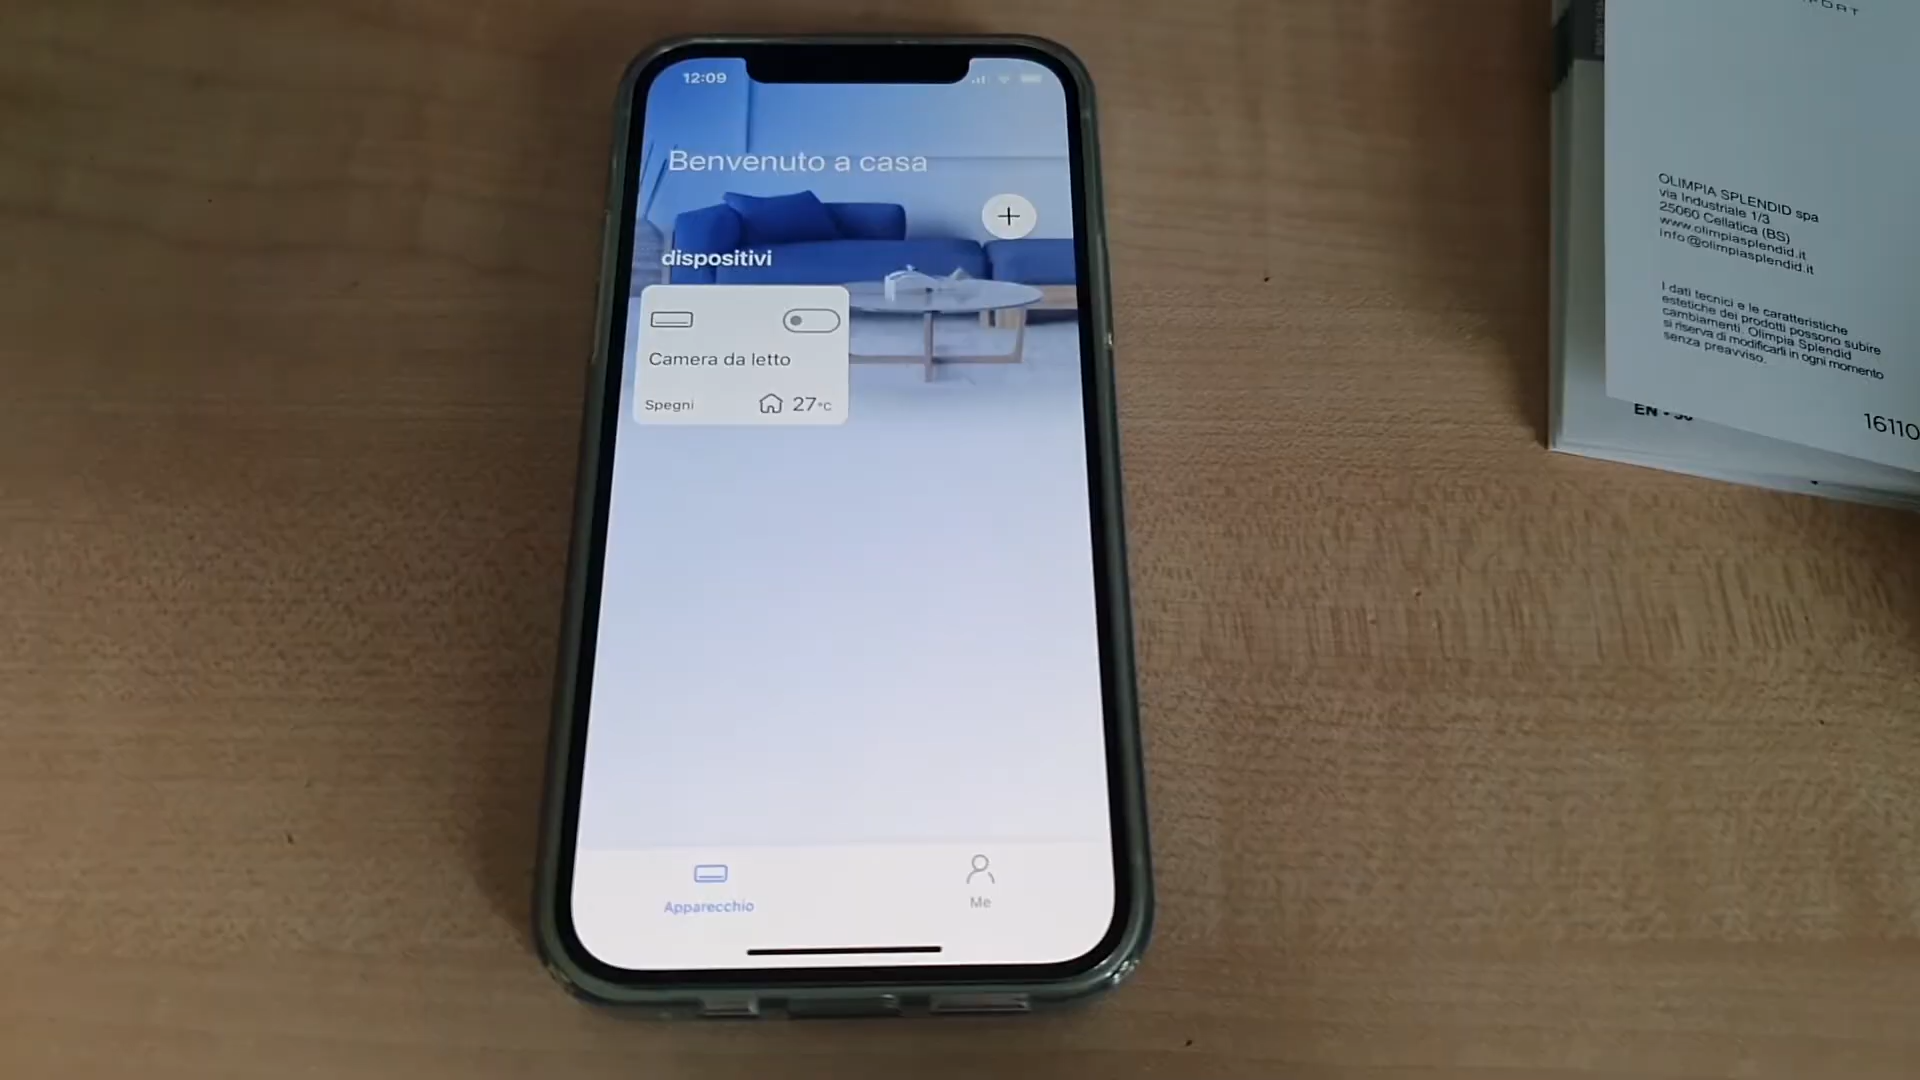 12:09
Benvenuto a casa
dispositivi
Camera da letto
Spegni
27°C
Apparecchio
Me
OLIMPIA SPLENDID spa
via Industriale 1/3
25060 Cellatica (BS)
www.olimpiasplendid.it
info@olimpiasplendid.it
I dati tecnici e le caratteristiche
estetiche dei prodotti possono subire
cambiamenti. Olimpia Splendid
si riserva di modificarli in ogni momento
senza preavviso.
EN
16110